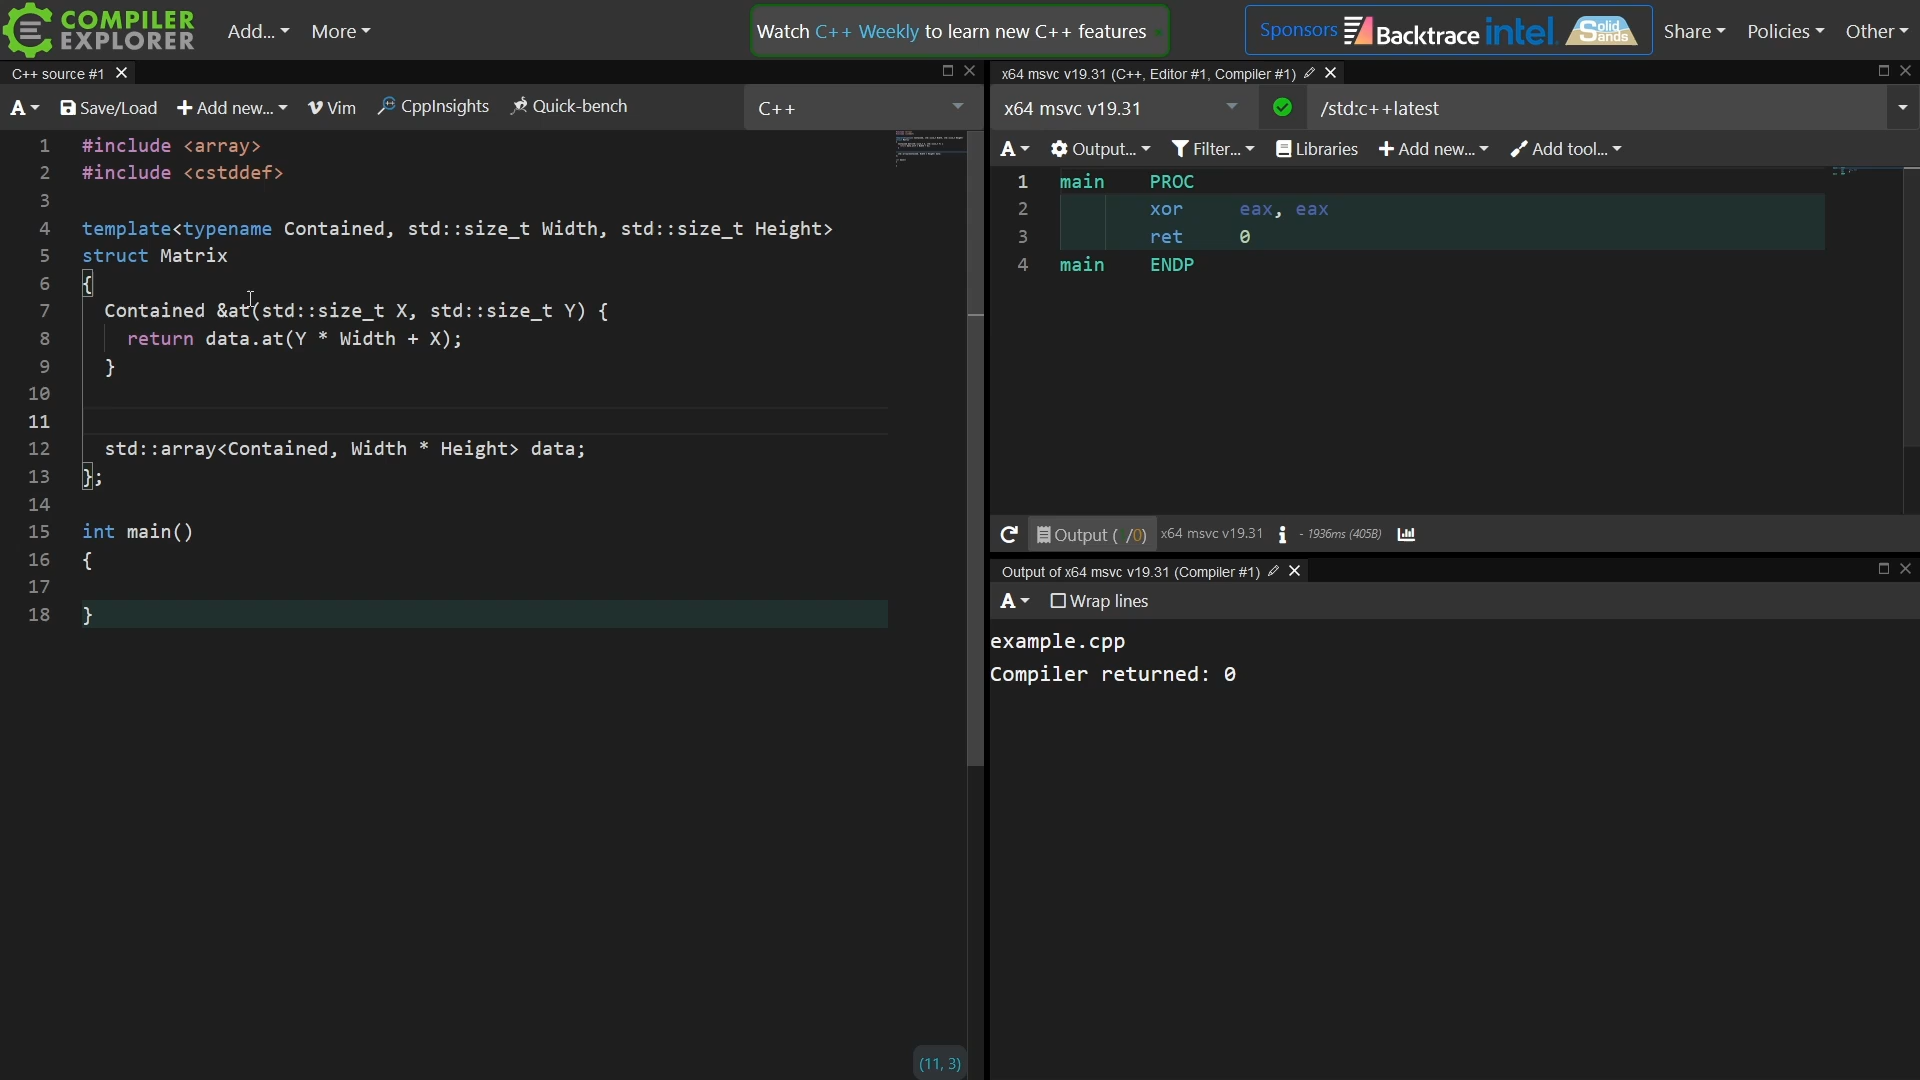 COMPILER
EXPLORER
Add...
More
Watch C++ Weekly to learn new C++ features
Sponsors
Backtrace
intel.
Solid
Sands
Share
Policies
Other
C++ source #1
A
Save/Load
Add new...
Vim
CppInsights
Quick-bench
C++
1 #include <array>
2 #include <cstddef>
3
4 template<typename Contained, std::size_t Width, std::size_t Height>
5 struct Matrix
6 {
7 Contained &at(std::size_t X, std::size_t Y) {
8 return data.at(Y * Width + X);
9 }
10
11
12 std::array<Contained, Width * Height> data;
13 };
14
15 int main()
16 {
17
18 }
(11, 3)
x64 msvc v19.31 (C++, Editor #1, Compiler #1)
x64 msvc v19.31
/std:c++latest
A
Output...
Filter...
Libraries
Add new...
Add tool...
1 main PROC
2 xor eax, eax
3 ret 0
4 main ENDP
Output ( /0)
x64 msvc v19.31
- 1936ms (405B)
Output of x64 msvc v19.31 (Compiler #1)
A
Wrap lines
example.cpp
Compiler returned: 0